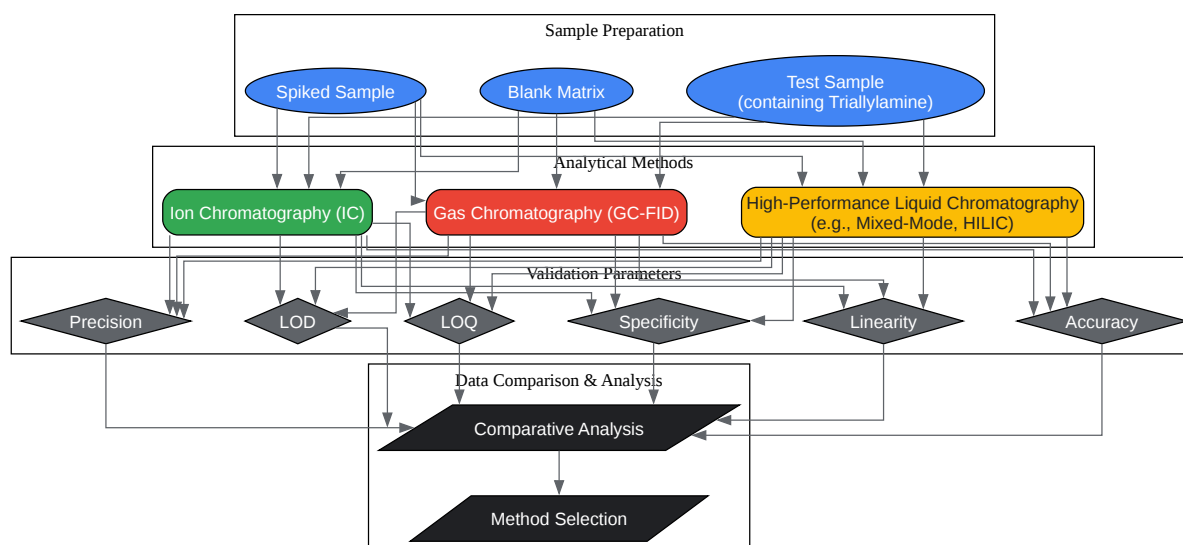 Sample Preparation
Spiked Sample
Blank Matrix
Test Sample
(containing Triallylamine)
Analytical Methods
Ion Chromatography (IC)
Gas Chromatography (GC-FID)
High-Performance Liquid Chromatography
(e.g., Mixed-Mode, HILIC)
Validation Parameters
Precision
LOD
LOQ
Specificity
Linearity
Accuracy
Data Comparison & Analysis
Comparative Analysis
Method Selection